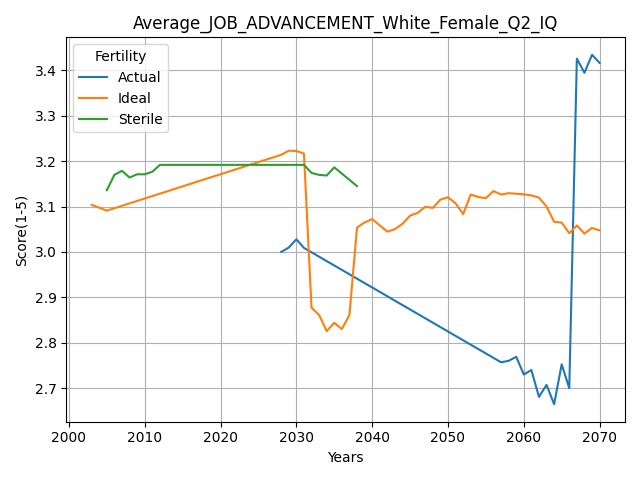 Average_JOB_ADVANCEMENT_White_Female_Q2_IQ
Fertility
Actual
Ideal
Sterile
Score(1-5)
3.4
3.3
3.2
3.1
3.0
2.9
2.8
2.7
2000 2010 2020 2030 2040 2050 2060 2070
Years